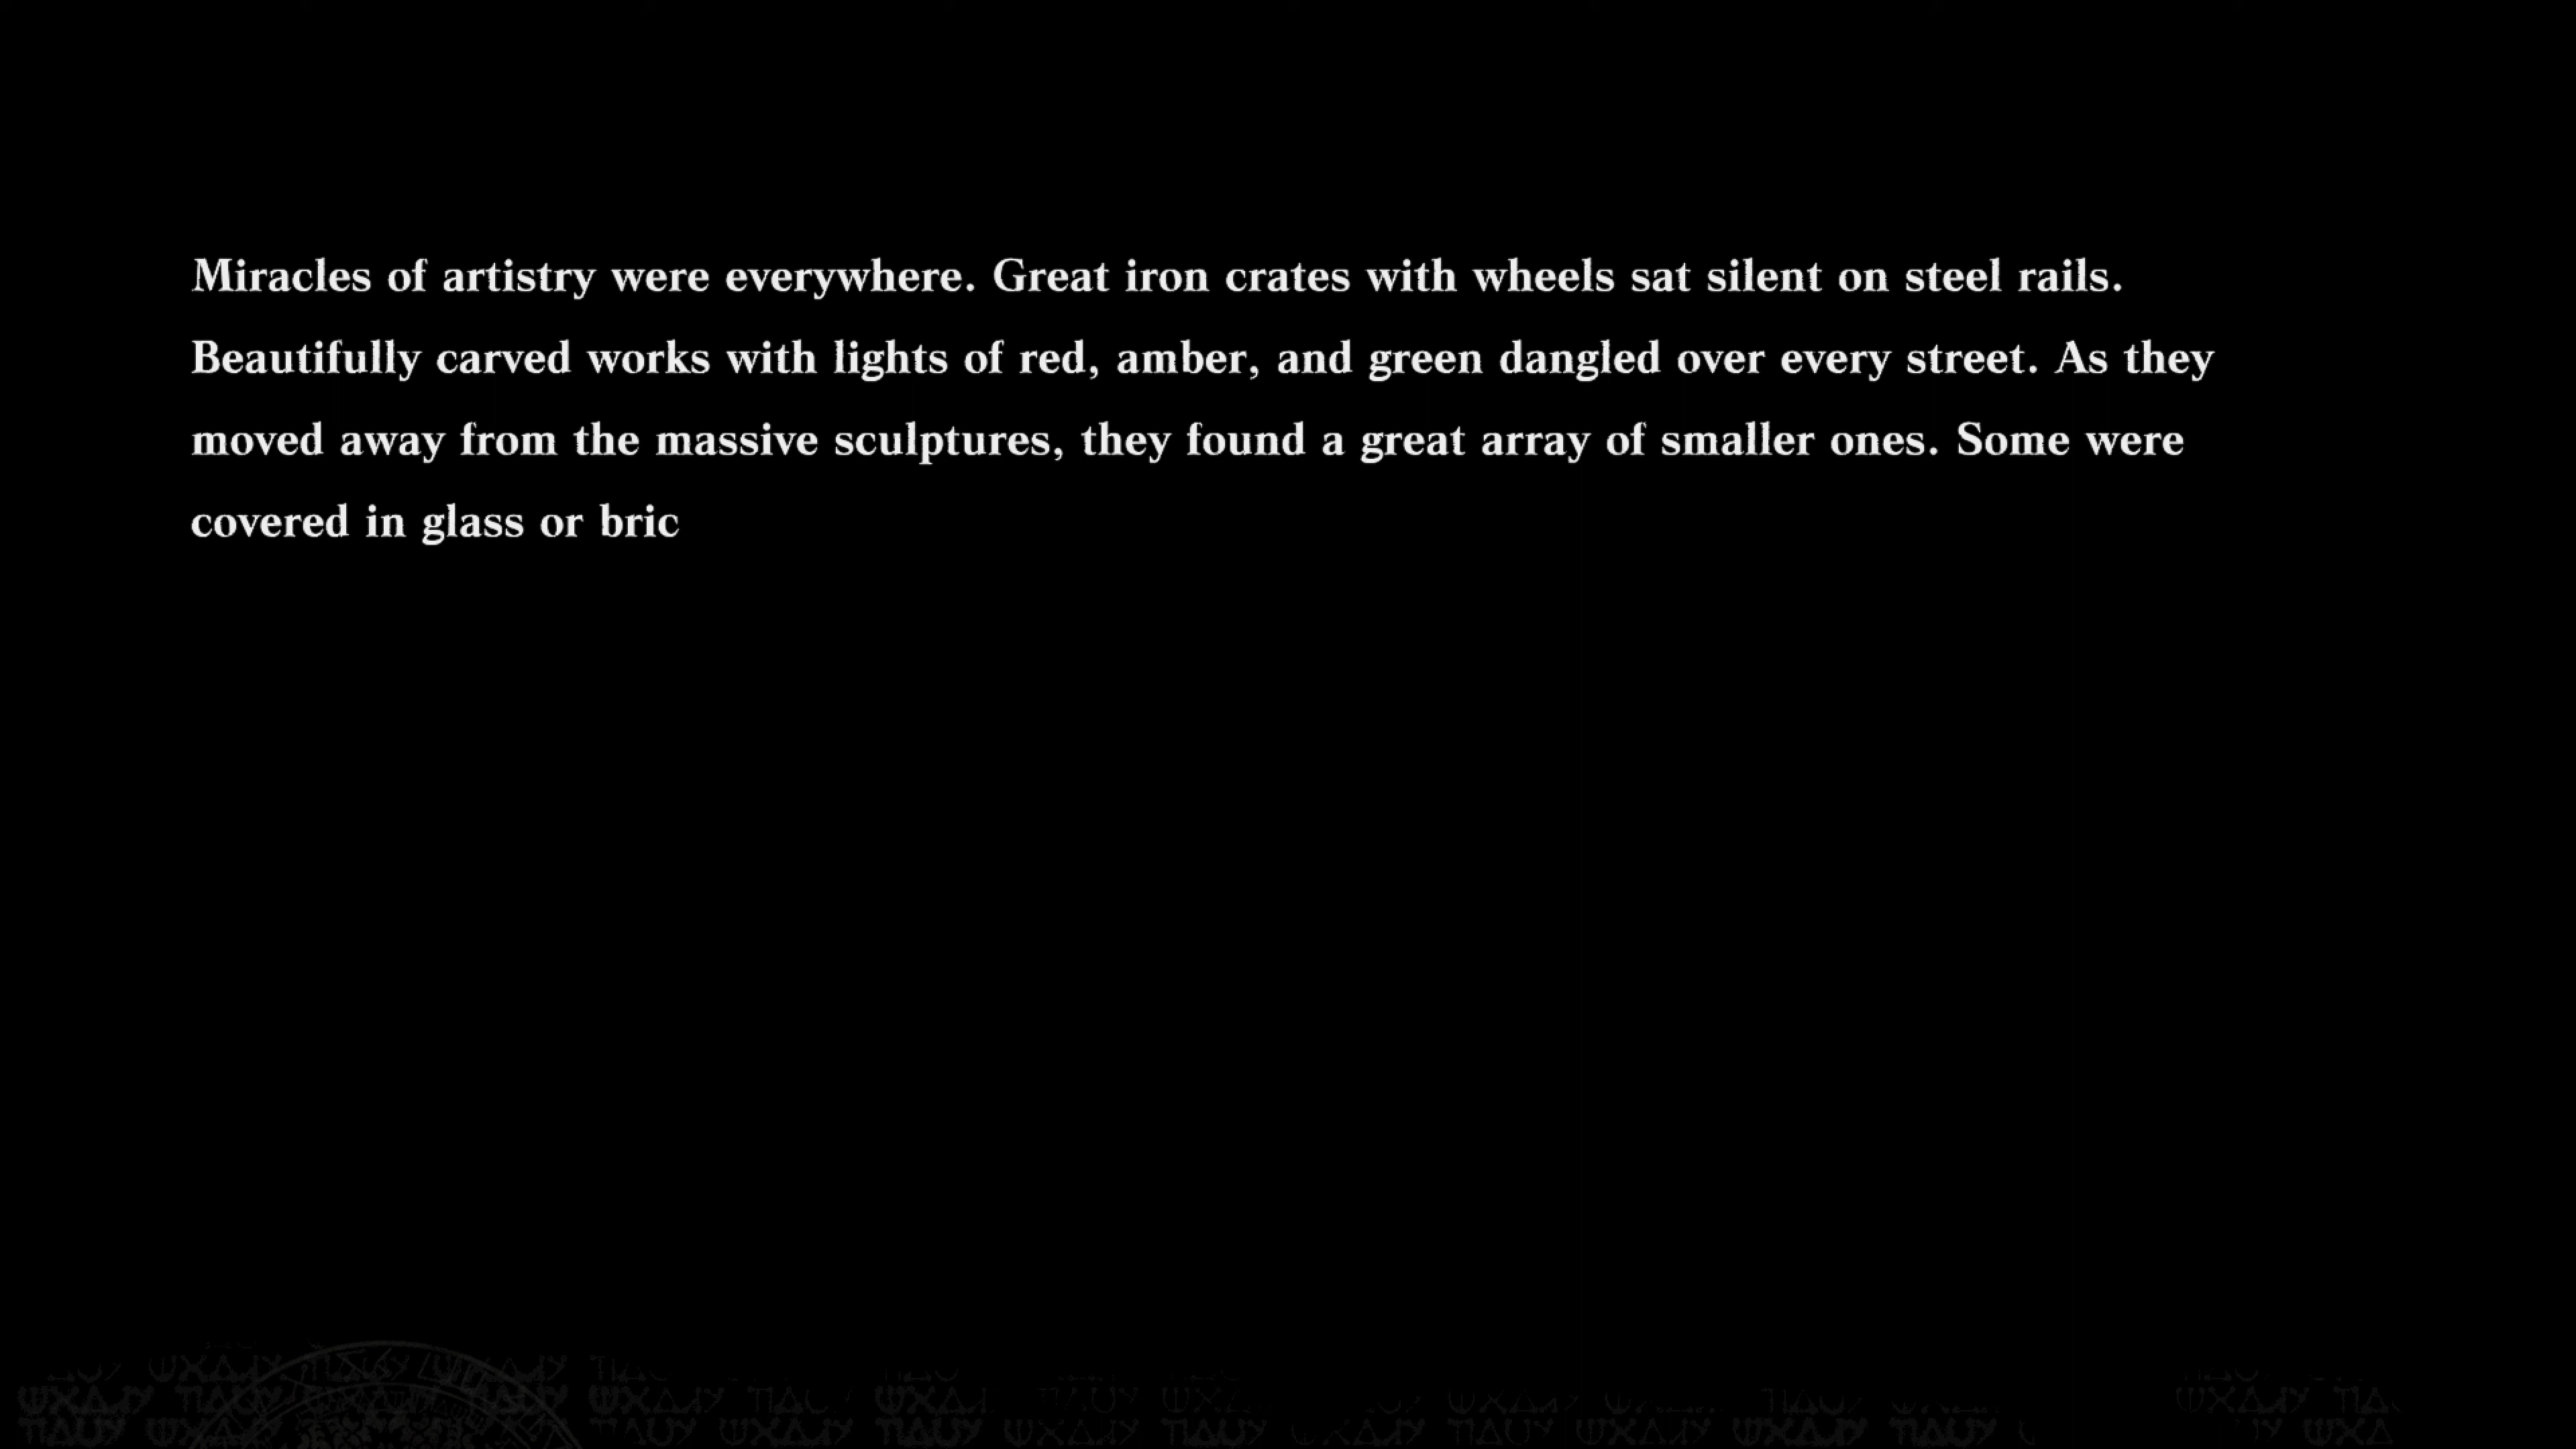 Miracles of artistry were everywhere. Great iron crates with wheels sat silent on steel rails.
Beautifully carved works with lights of red, amber, and green dangled over every street. As they
moved away from the massive sculptures, they found a great array of smaller ones. Some were
covered in glass or bric